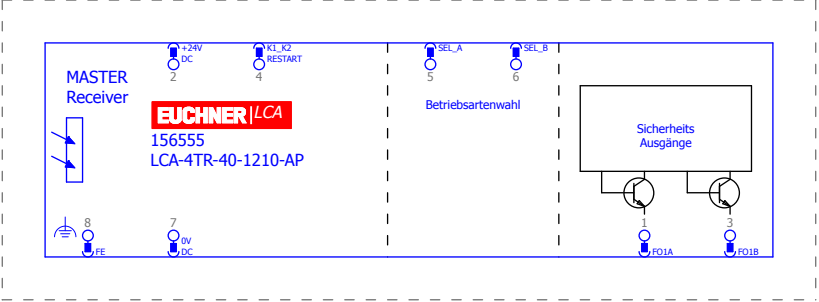 +24V
DC
2
K1_K2
RESTART
4
SEL_A
5
SEL_B
6
MASTER
Receiver
EUCHNER LCA
156555
LCA-4TR-40-1210-AP
Betriebsartenwahl
Sicherheits
Ausgänge
8
FE
7
0V
DC
1
FO1A
3
FO1B